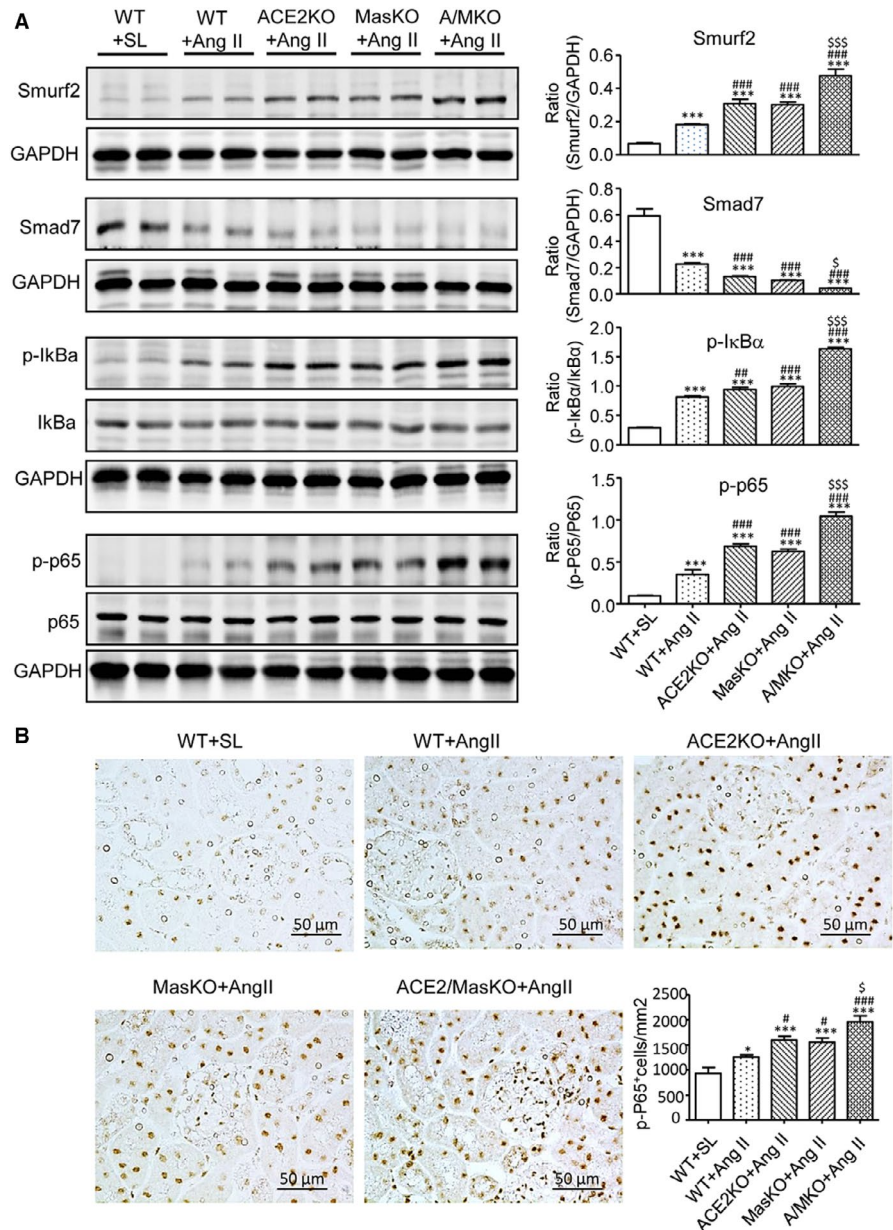 A
WT WT ACE2KO MasKO A/MKO
+SL +Ang II +Ang II +Ang II +Ang II
Smurf2
GAPDH
Smad7
GAPDH
p-IkBa
IkBa
GAPDH
p-p65
p65
GAPDH
Smurf2
Ratio
(Smurf2/GAPDH)
0.6
0.4
0.2
0.0
***
###
***
###
***
$$$
###
***
Smad7
Ratio
(Smad7/GAPDH)
0.8
0.6
0.4
0.2
0.0
***
###
***
###
***
$
###
***
p-IκBα
Ratio
(p-IκBα/IκBα)
2.0
1.5
1.0
0.5
0.0
***
##
***
###
***
$$$
###
***
p-p65
Ratio
(p-P65/P65)
1.5
1.0
0.5
0.0
***
###
***
###
***
$$$
###
***
WT+SL
WT+Ang II
ACE2KO+Ang II
MasKO+Ang II
A/MKO+Ang II
B
WT+SL
50 μm
WT+AngII
50 μm
ACE2KO+AngII
50 μm
MasKO+AngII
50 μm
ACE2/MasKO+AngII
50 μm
p-P65⁺cells/mm2
2500
2000
1500
1000
500
0
*
#
***
#
***
$
###
***
WT+SL
WT+Ang II
ACE2KO+Ang II
MasKO+Ang II
A/MKO+Ang II